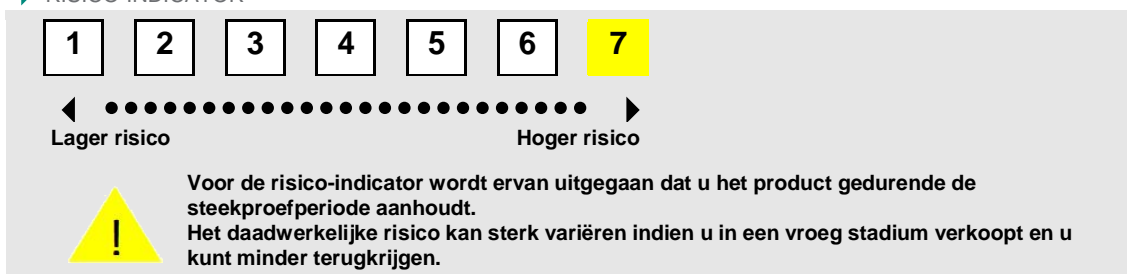 RISICO-INDICATOR
1 2 3 4 5 6 7
Lager risico Hoger risico
Voor de risico-indicator wordt ervan uitgegaan dat u het product gedurende de
steekproefperiode aanhoudt.
!
Het daadwerkelijke risico kan sterk variëren indien u in een vroeg stadium verkoopt en u
kunt minder terugkrijgen.